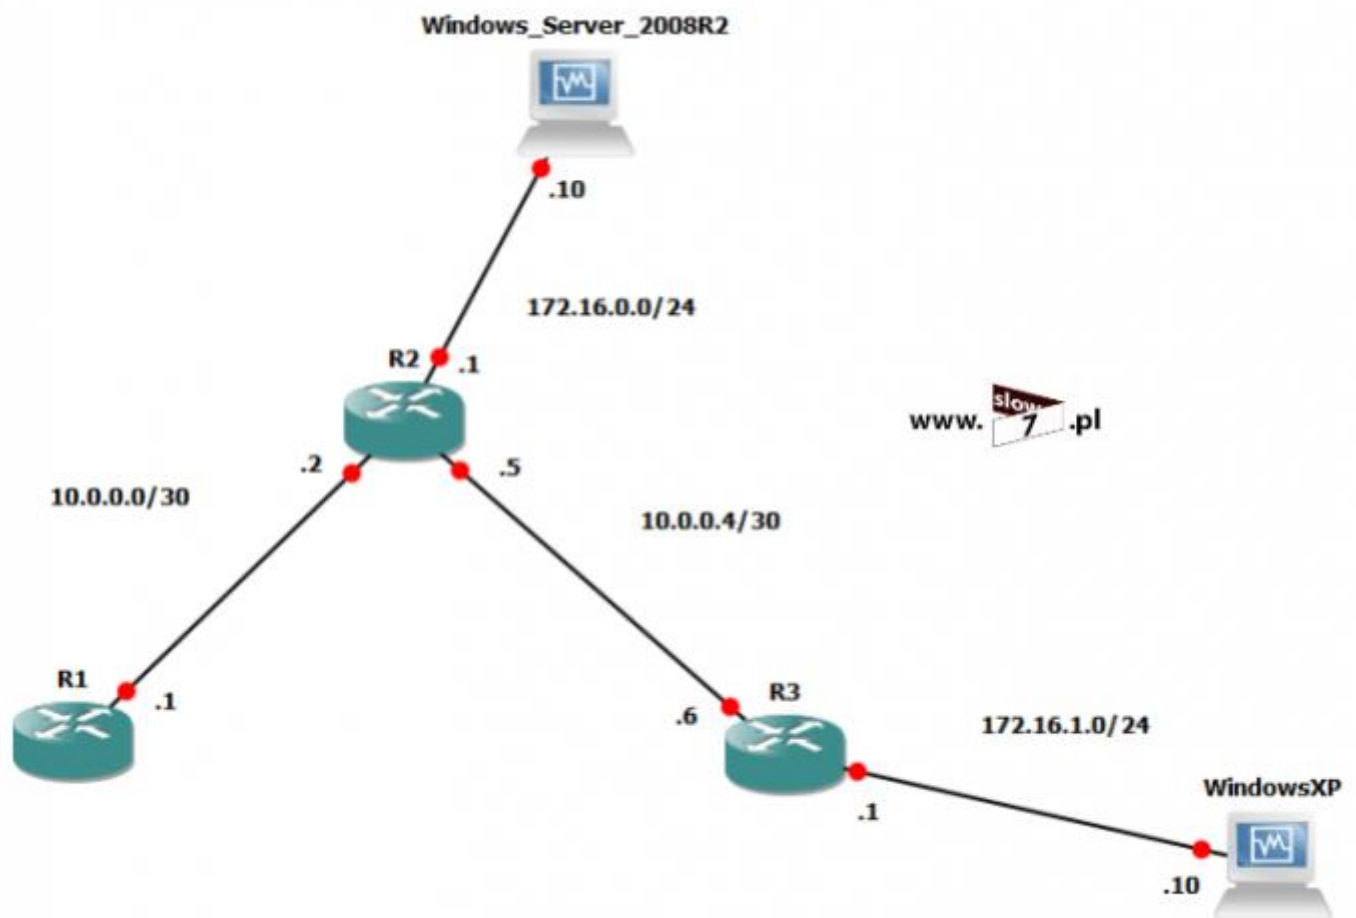 Windows_Server_2008R2
.10
172.16.0.0/24
R2
.1
.2
.5
10.0.0.0/30
10.0.0.4/30
www. slow 7 .pl
R1
.1
R3
.6
172.16.1.0/24
.1
WindowsXP
.10